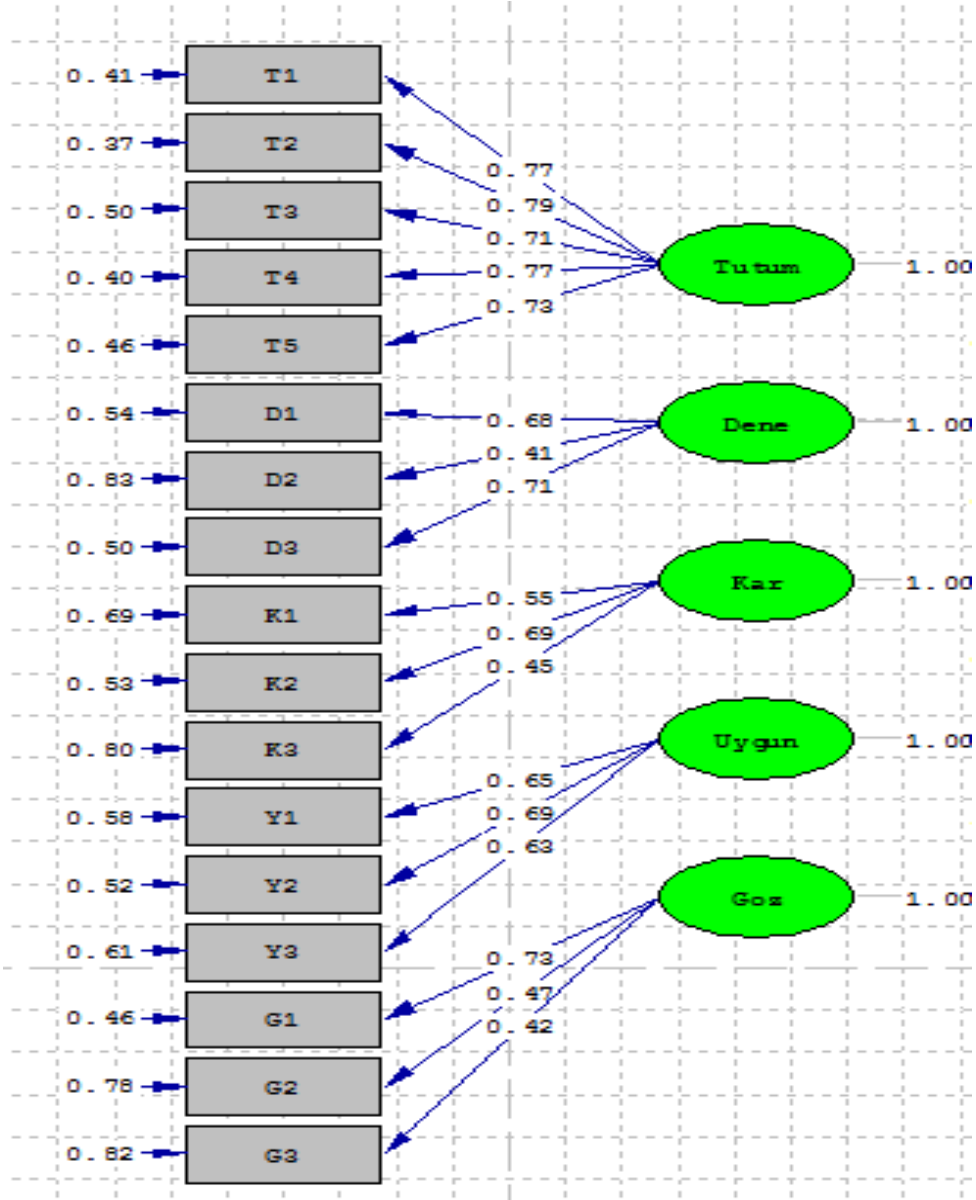 0.41 T1
0.77
0.37 T2
0.79
0.50 T3
0.71
0.40 T4
0.77
Tutum 1.00
0.46 T5
0.73
0.54 D1
0.68
Dene 1.00
0.83 D2
0.41
0.50 D3
0.71
0.69 K1
0.55
Kar 1.00
0.53 K2
0.69
0.80 K3
0.45
0.58 Y1
0.65
Uygun 1.00
0.52 Y2
0.69
0.61 Y3
0.63
Goz 1.00
0.46 G1
0.73
0.78 G2
0.47
0.82 G3
0.42